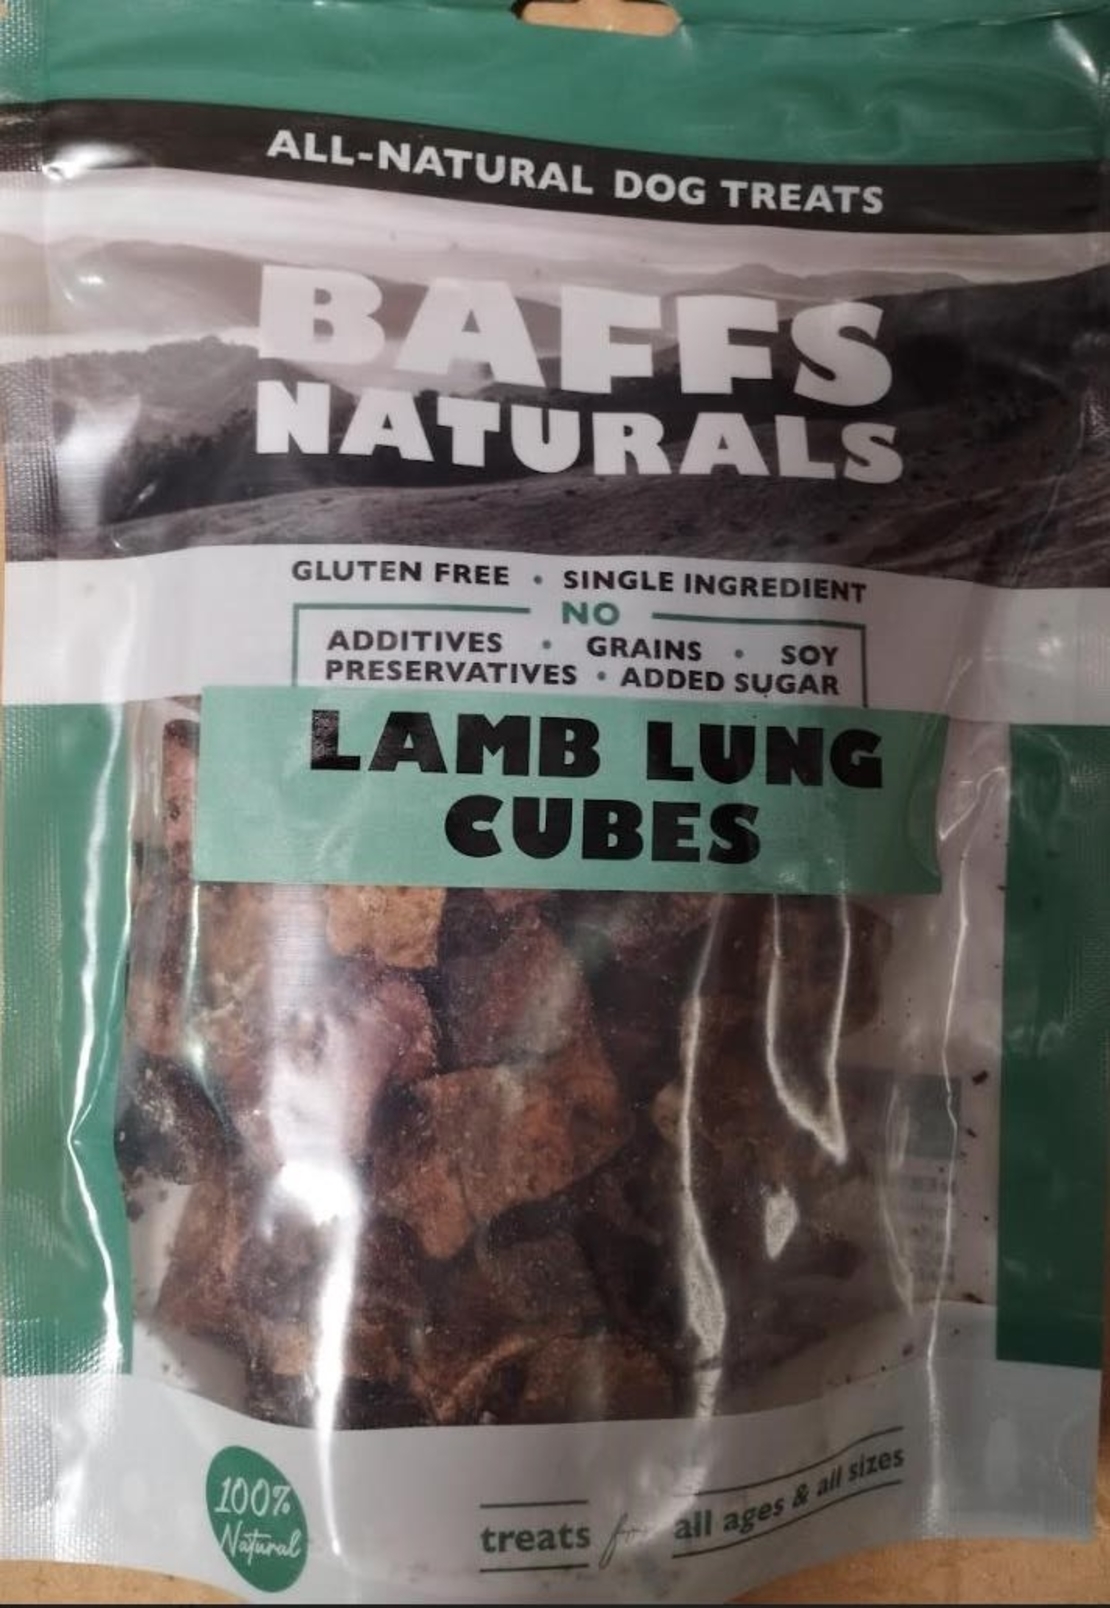 ALL-NATURAL DOG TREATS
BAFFS
NATURALS
GLUTEN FREE • SINGLE INGREDIENT
NO
ADDITIVES • GRAINS • SOY
PRESERVATIVES • ADDED SUGAR
LAMB LUNG
CUBES
100%
Natural
treats for all ages & all sizes